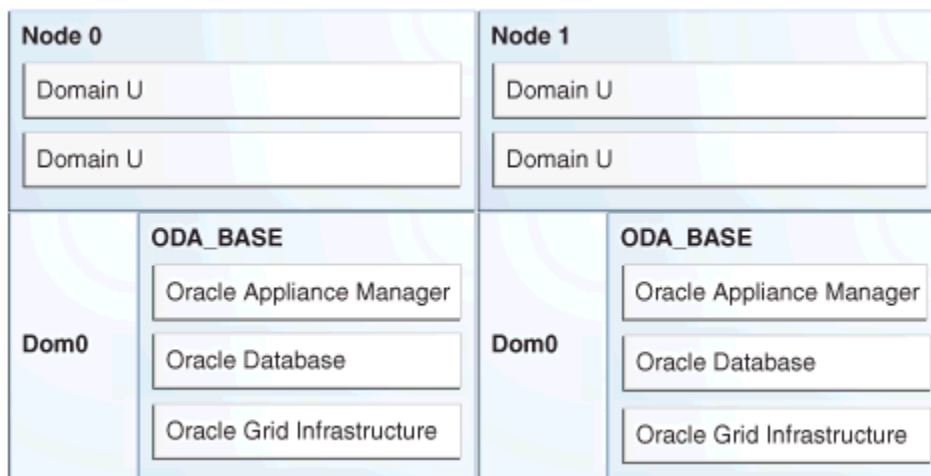 Node 0
Domain U
Domain U
Dom0
ODA_BASE
Oracle Appliance Manager
Oracle Database
Oracle Grid Infrastructure
Node 1
Domain U
Domain U
Dom0
ODA_BASE
Oracle Appliance Manager
Oracle Database
Oracle Grid Infrastructure